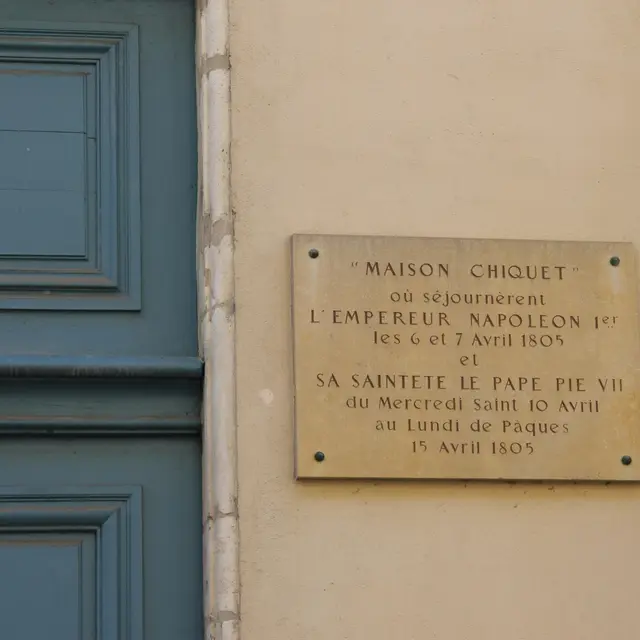 "MAISON CHIQUET"
où séjournèrent
L'EMPEREUR NAPOLEON 1er
les 6 et 7 Avril 1805
et
SA SAINTETE LE PAPE PIE VII
du Mercredi Saint 10 Avril
au Lundi de Pâques
15 Avril 1805